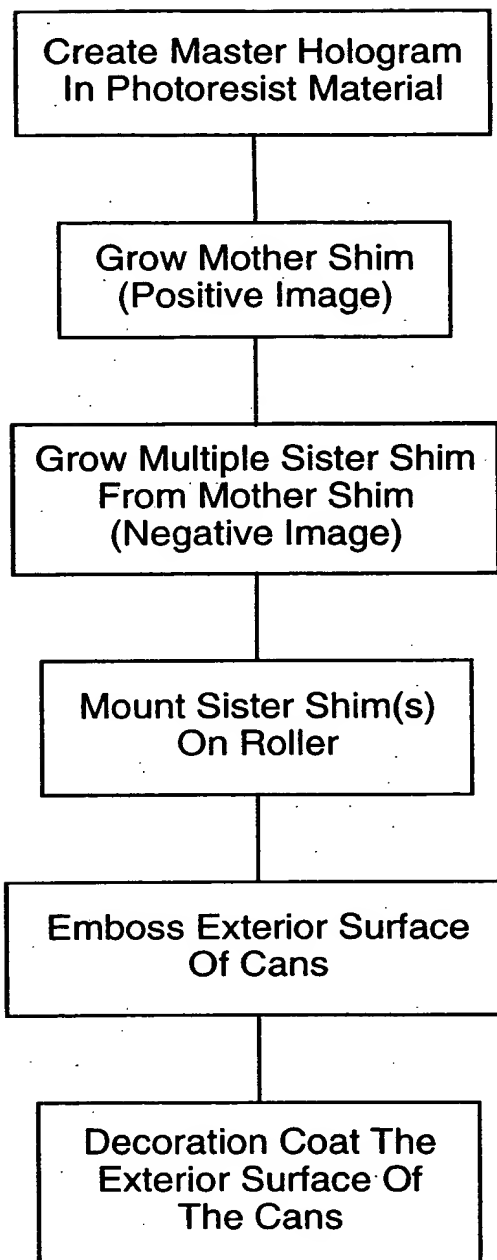 Create Master Hologram
In Photoresist Material
Grow Mother Shim
(Positive Image)
Grow Multiple Sister Shim
From Mother Shim
(Negative Image)
Mount Sister Shim(s)
On Roller
Emboss Exterior Surface
Of Cans
Decoration Coat The
Exterior Surface Of
The Cans